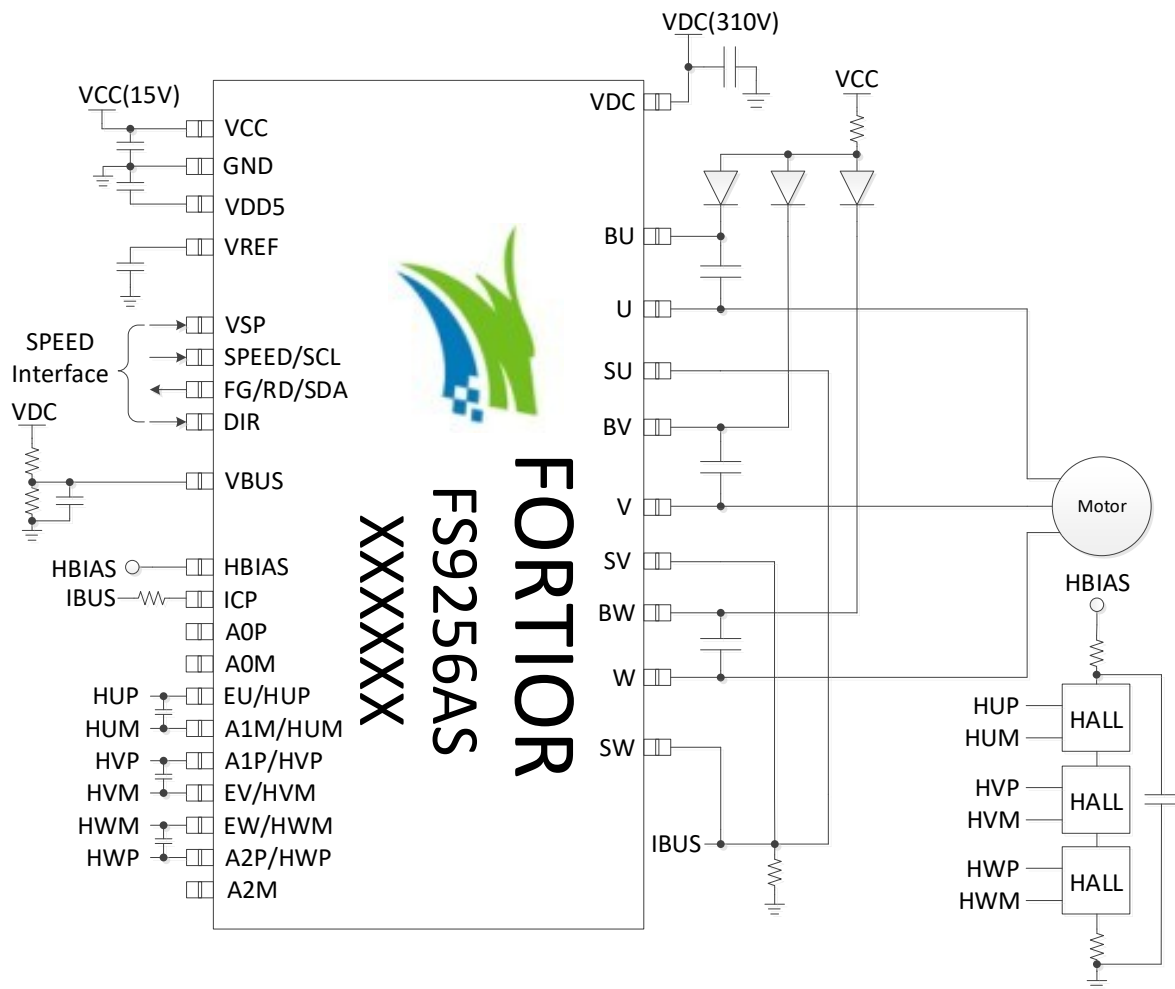 VDC(310V)
VCC(15V)
VCC
VCC
GND
VDD5
VREF
SPEED
Interface
VSP
SPEED/SCL
FG/RD/SDA
DIR
VDC
VBUS
HBIAS
HBIAS
IBUS
ICP
A0P
A0M
HUP
EU/HUP
HUM
A1M/HUM
HVP
A1P/HVP
HVM
EV/HVM
HWM
EW/HWM
HWP
A2P/HWP
A2M
FORTIOR
FS9256AS
XXXXXX
VDC
BU
U
SU
BV
V
SV
BW
W
SW
IBUS
Motor
HBIAS
HUP
HUM
HALL
HVP
HVM
HALL
HWP
HWM
HALL